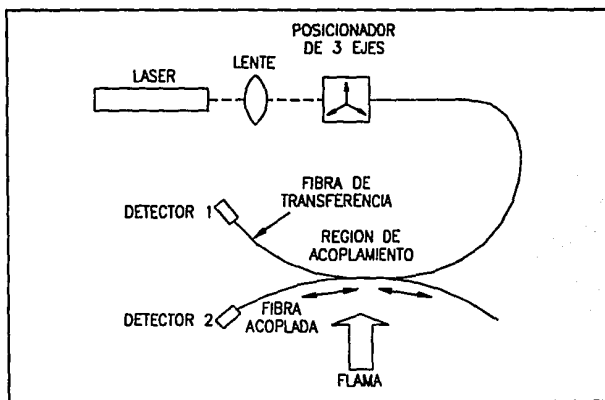 POSICIONADOR
DE 3 EJES
LENTE
LASER
FIBRA DE
TRANSFERENCIA
DETECTOR 1
REGION DE
ACOPLAMIENTO
DETECTOR 2
FIBRA
ACOPLADA
FLAMA